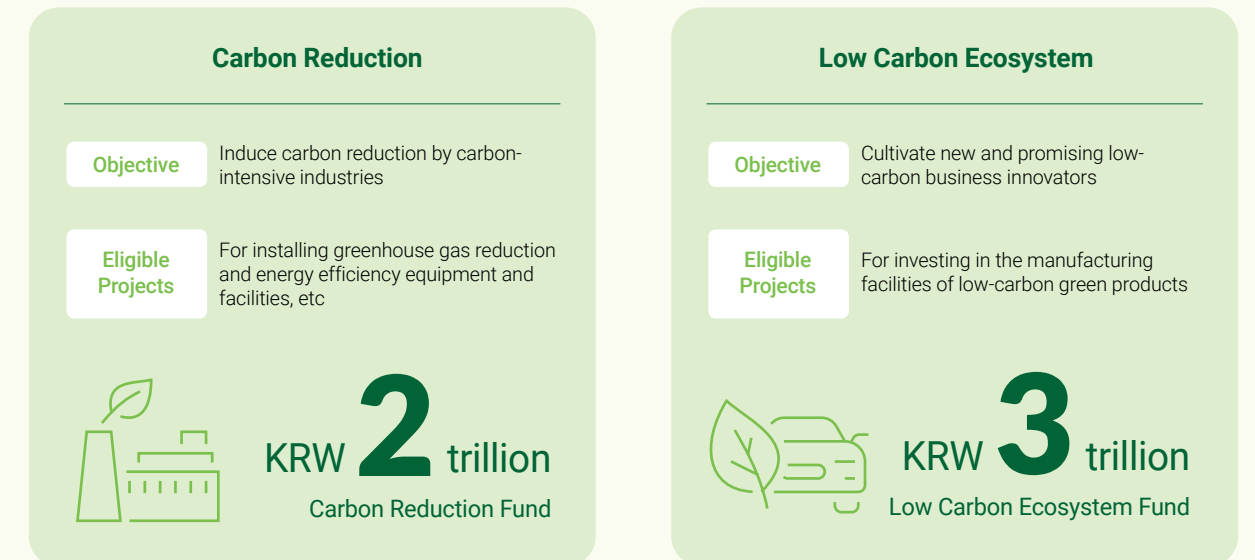 Carbon Reduction
Objective
Induce carbon reduction by carbon-
intensive industries
Eligible
Projects
For installing greenhouse gas reduction
and energy efficiency equipment and
facilities, etc
KRW 2 trillion
Carbon Reduction Fund
Low Carbon Ecosystem
Objective
Cultivate new and promising low-
carbon business innovators
Eligible
Projects
For investing in the manufacturing
facilities of low-carbon green products
KRW 3 trillion
Low Carbon Ecosystem Fund